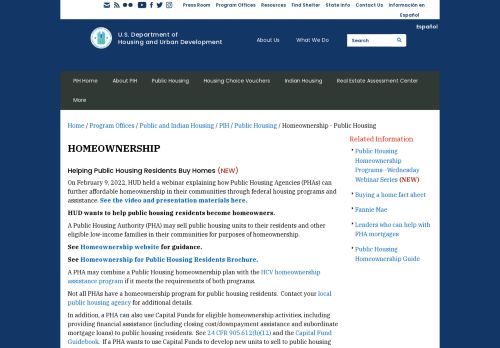 Press Room Program Offices Resources Find Shelter State Info Contact Us Información en Español
Español
U.S. Department of
Housing and Urban Development
About Us What We Do
Search
PIH Home About PIH Public Housing Housing Choice Vouchers Indian Housing Real Estate Assessment Center
More
Home / Program Offices / Public and Indian Housing / PIH / Public Housing / Homeownership - Public Housing
HOMEOWNERSHIP
Helping Public Housing Residents Buy Homes (NEW)
On February 9, 2022, HUD held a webinar explaining how Public Housing Agencies (PHAs) can
further affordable homeownership in their communities through federal housing programs and
assistance. See the video and presentation materials here.
HUD wants to help public housing residents become homeowners.
A Public Housing Authority (PHA) may sell public housing units to their residents and other
eligible low-income families in their communities for purposes of homeownership.
See Homeownership website for guidance.
See Homeownership for Public Housing Residents Brochure.
A PHA may combine a Public Housing homeownership plan with the HCV homeownership
assistance program if it meets the requirements of both programs.
Not all PHAs have a homeownership program for public housing residents. Contact your local
public housing agency for additional details.
In addition, a PHA can also use Capital Funds for eligible homeownership activities, including
providing financial assistance (including closing cost/downpayment assistance and subordinate
mortgage loans) to public housing residents. See 24 CFR 905.612(b)(12) and the Capital Fund
Guidebook. If a PHA wants to use Capital Funds to develop new units to sell to public housing
Related Information
Public Housing
Homeownership
Programs -Wednesday
Webinar Series (NEW)
Buying a home fact sheet
Fannie Mae
Lenders who can help with
PHA mortgages
Public Housing
Homeownership Guide